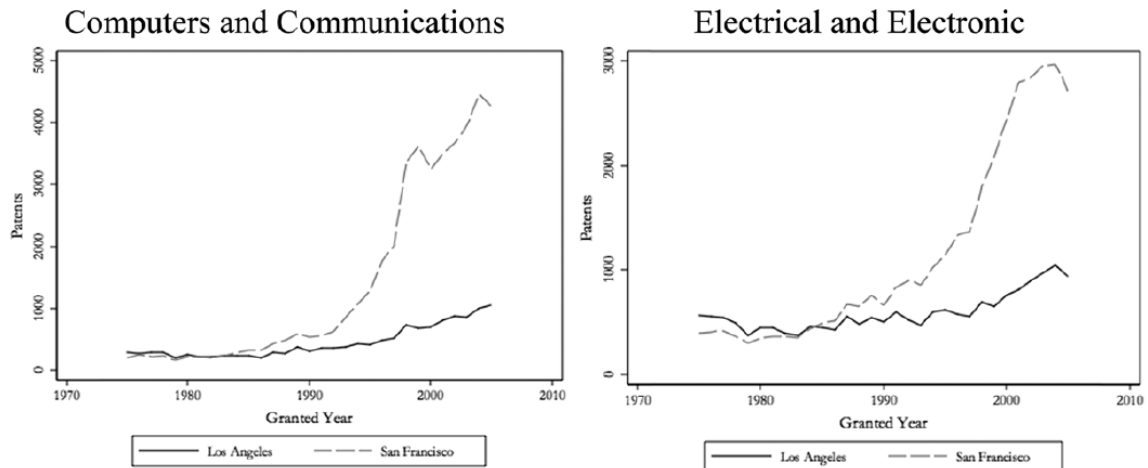 Computers and Communications
5000
4000
3000
2000
1000
0
Patents
1970
1980
1990
2000
2010
Granted Year
Los Angeles
San Francisco
Electrical and Electronic
3000
2000
1000
0
Patents
1970
1980
1990
2000
2010
Granted Year
Los Angeles
San Francisco